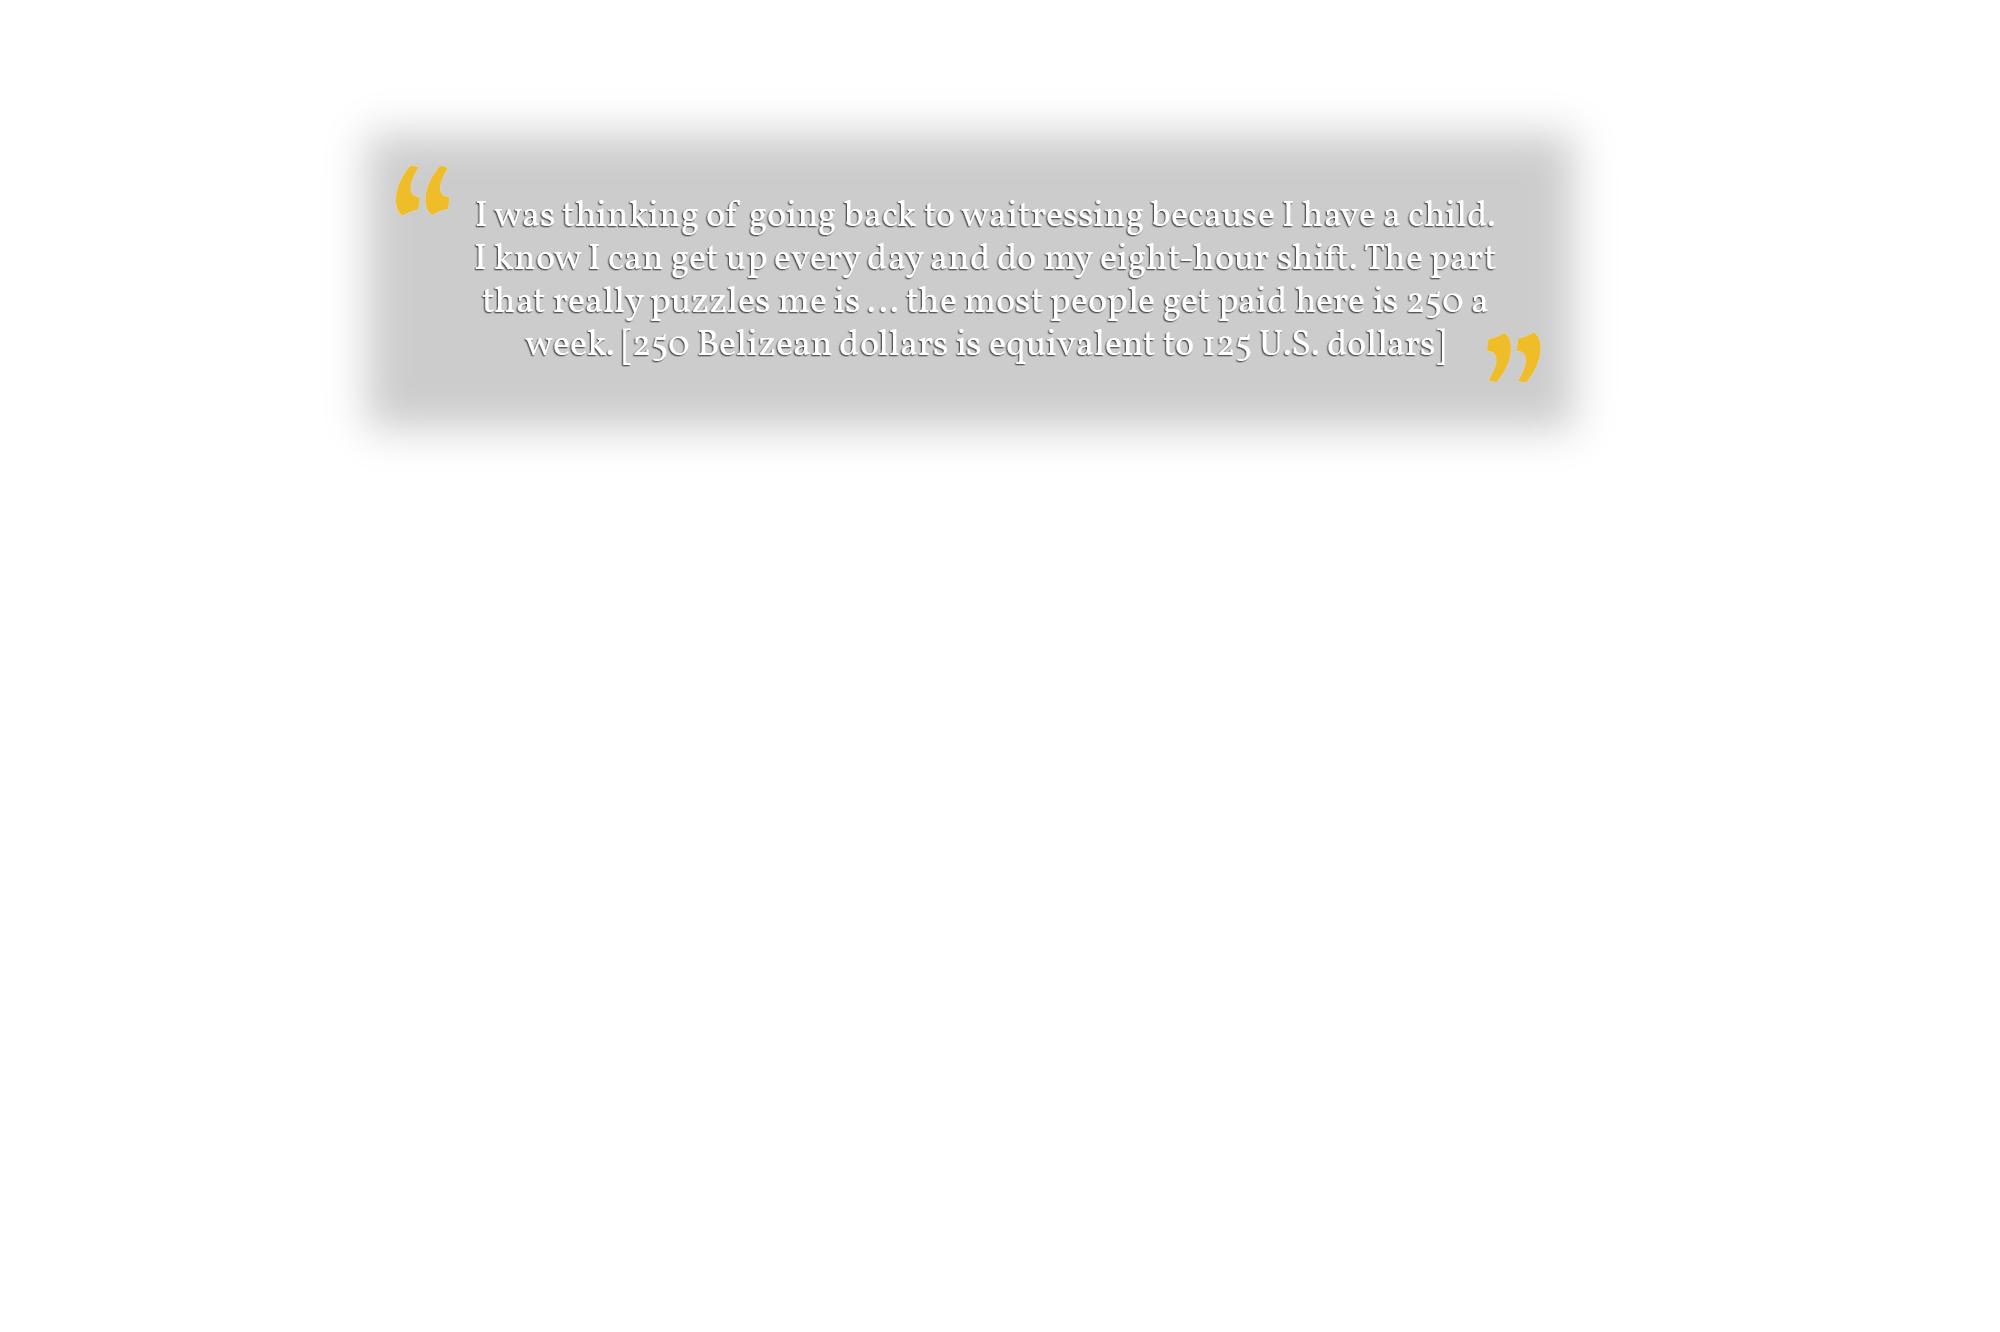 “ I was thinking of going back to waitressing because I have a child.
I know I can get up every day and do my eight-hour shift. The part
that really puzzles me is ... the most people get paid here is 250 a
week. [250 Belizean dollars is equivalent to 125 U.S. dollars] ”